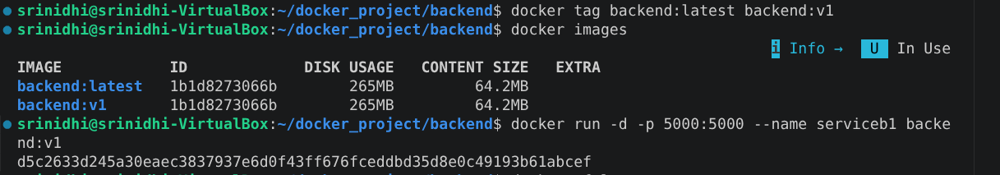 srinidhi@srinidhi-VirtualBox:~/docker_project/backend$ docker tag backend:latest backend:v1
srinidhi@srinidhi-VirtualBox:~/docker_project/backend$ docker images
i Info → U In Use
IMAGE ID DISK USAGE CONTENT SIZE EXTRA
backend:latest 1b1d8273066b 265MB 64.2MB
backend:v1 1b1d8273066b 265MB 64.2MB
srinidhi@srinidhi-VirtualBox:~/docker_project/backend$ docker run -d -p 5000:5000 --name serviceb1 backe
nd:v1
d5c2633d245a30eaec3837937e6d0f43ff676fceddbd35d8e0c49193b61abcef